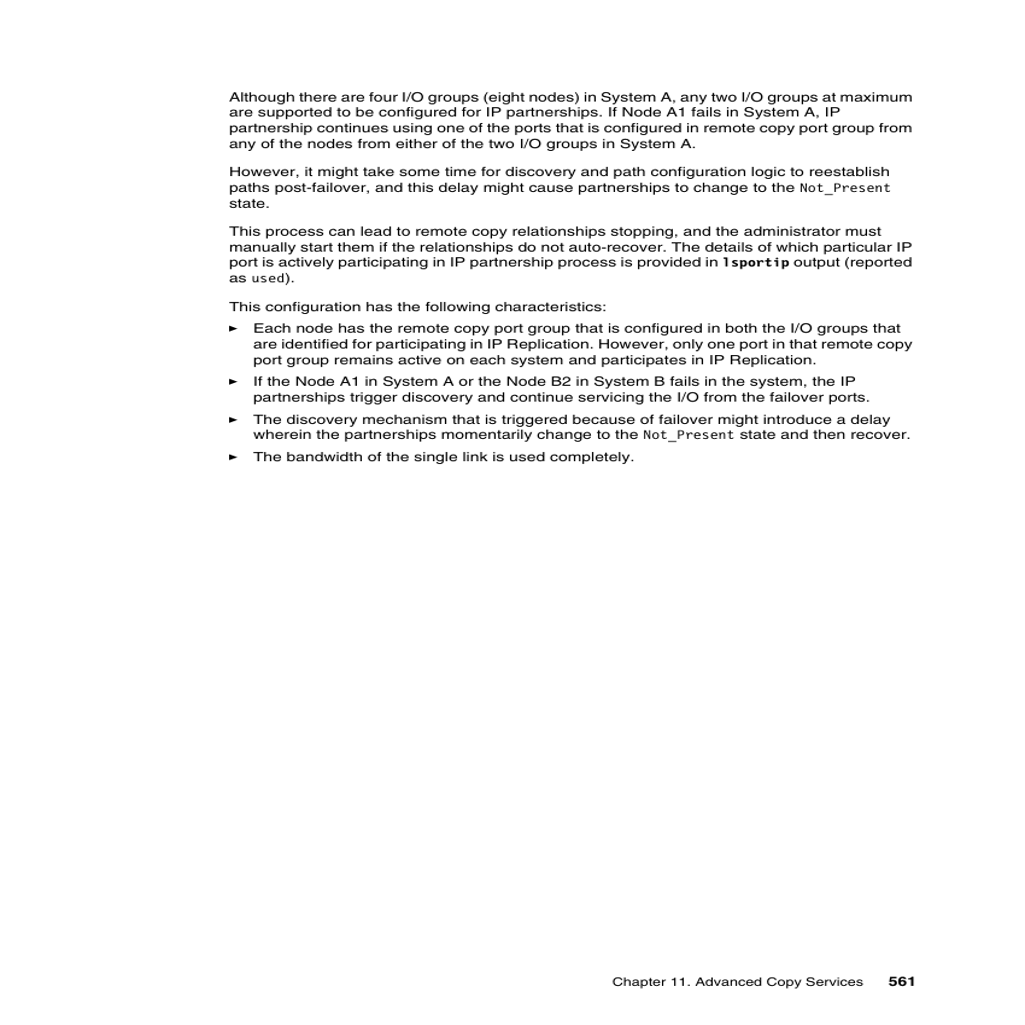 Although there are four I/O groups (eight nodes) in System A, any two I/O groups at maximum
are supported to be configured for IP partnerships. If Node A1 fails in System A, IP
partnership continues using one of the ports that is configured in remote copy port group from
any of the nodes from either of the two I/O groups in System A.
However, it might take some time for discovery and path configuration logic to reestablish
paths post-failover, and this delay might cause partnerships to change to the Not_Present
state.
This process can lead to remote copy relationships stopping, and the administrator must
manually start them if the relationships do not auto-recover. The details of which particular IP
port is actively participating in IP partnership process is provided in lsportip output (reported
as used).
This configuration has the following characteristics:
► Each node has the remote copy port group that is configured in both the I/O groups that
are identified for participating in IP Replication. However, only one port in that remote copy
port group remains active on each system and participates in IP Replication.
► If the Node A1 in System A or the Node B2 in System B fails in the system, the IP
partnerships trigger discovery and continue servicing the I/O from the failover ports.
► The discovery mechanism that is triggered because of failover might introduce a delay
wherein the partnerships momentarily change to the Not_Present state and then recover.
► The bandwidth of the single link is used completely.
Chapter 11. Advanced Copy Services 561